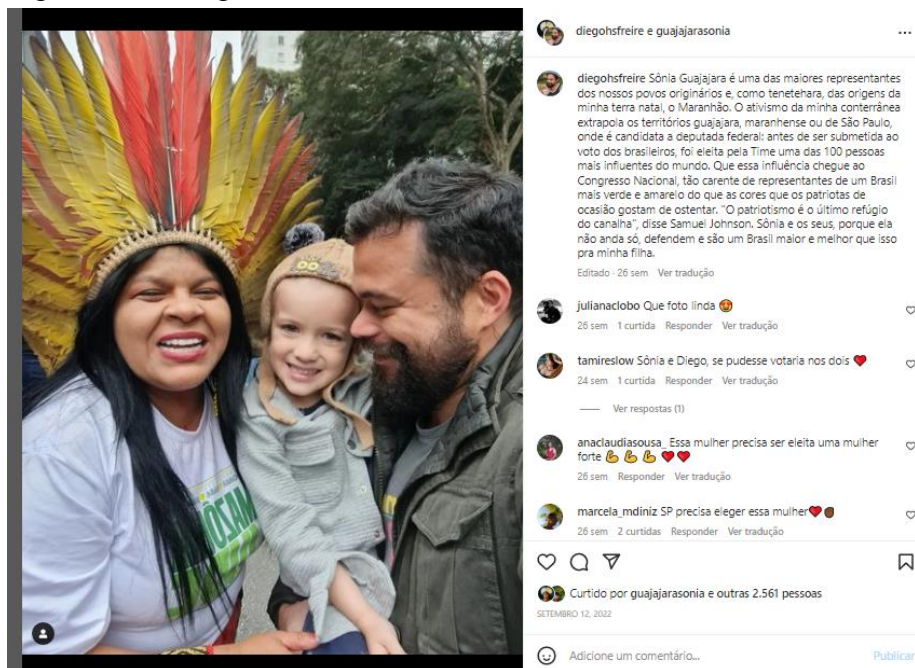 diegohsfreire e guajajarasonia
diegohsfreire Sônia Guajajara é uma das maiores representantes
dos nossos povos originários e, como tenetehara, das origens da
minha terra natal, o Maranhão. O ativismo da minha conterrânea
extrapola os territórios guajajara, maranhense ou de São Paulo,
onde é candidata a deputada federal: antes de ser submetida ao
voto dos brasileiros, foi eleita pela Time uma das 100 pessoas
mais influentes do mundo. Que essa influência chegue ao
Congresso Nacional, tão carente de representantes de um Brasil
mais verde e amarelo do que as cores que os patriotas de
ocasião gostam de ostentar. "O patriotismo é o último refúgio
do canalha", disse Samuel Johnson. Sônia e os seus, porque ela
não anda só, defendem e são um Brasil maior e melhor que isso
pra minha filha.
Editado · 26 sem Ver tradução
julianaclobo Que foto linda 😍
26 sem 1 curtida Responder Ver tradução
tamireslow Sônia e Diego, se pudesse votaria nos dois ❤️
24 sem 1 curtida Responder Ver tradução
Ver respostas (1)
anaclaudiasousa_ Essa mulher precisa ser eleita uma mulher
forte 💪💪💪❤️❤️
26 sem Responder Ver tradução
marcela_mdiniz SP precisa eleger essa mulher❤️✊🏿
26 sem 2 curtidas Responder Ver tradução
Curtido por guajajarasonia e outras 2.561 pessoas
SETEMBRO 12, 2022
Adicione um comentário... Publicar